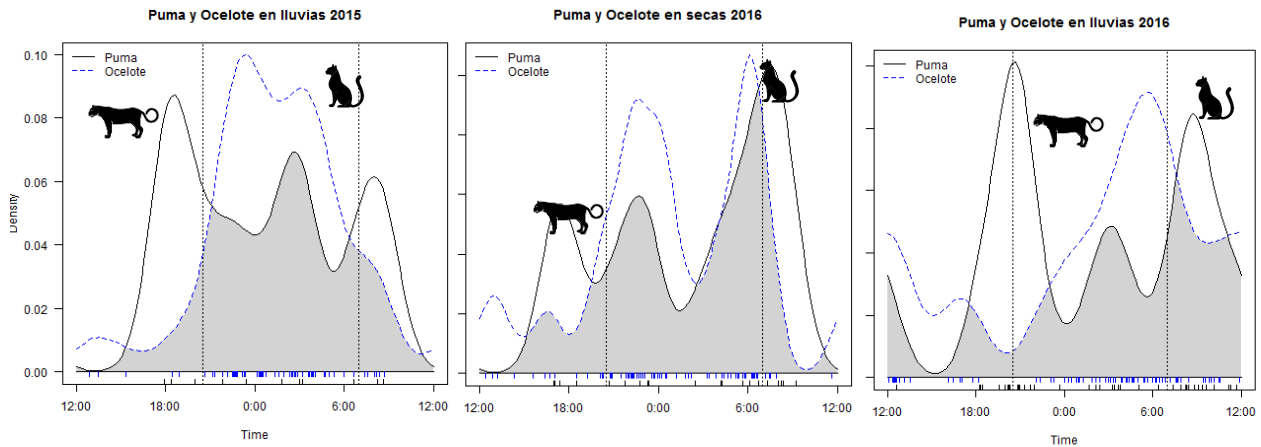 Puma y Ocelote en lluvias 2015
Puma
Ocelote
Density
0.10
0.08
0.06
0.04
0.02
0.00
12:00 18:00 0:00 6:00 12:00
Time
Puma y Ocelote en secas 2016
Puma
Ocelote
12:00 18:00 0:00 6:00 12:00
Puma y Ocelote en lluvias 2016
Puma
Ocelote
12:00 18:00 0:00 6:00 12:00
Time